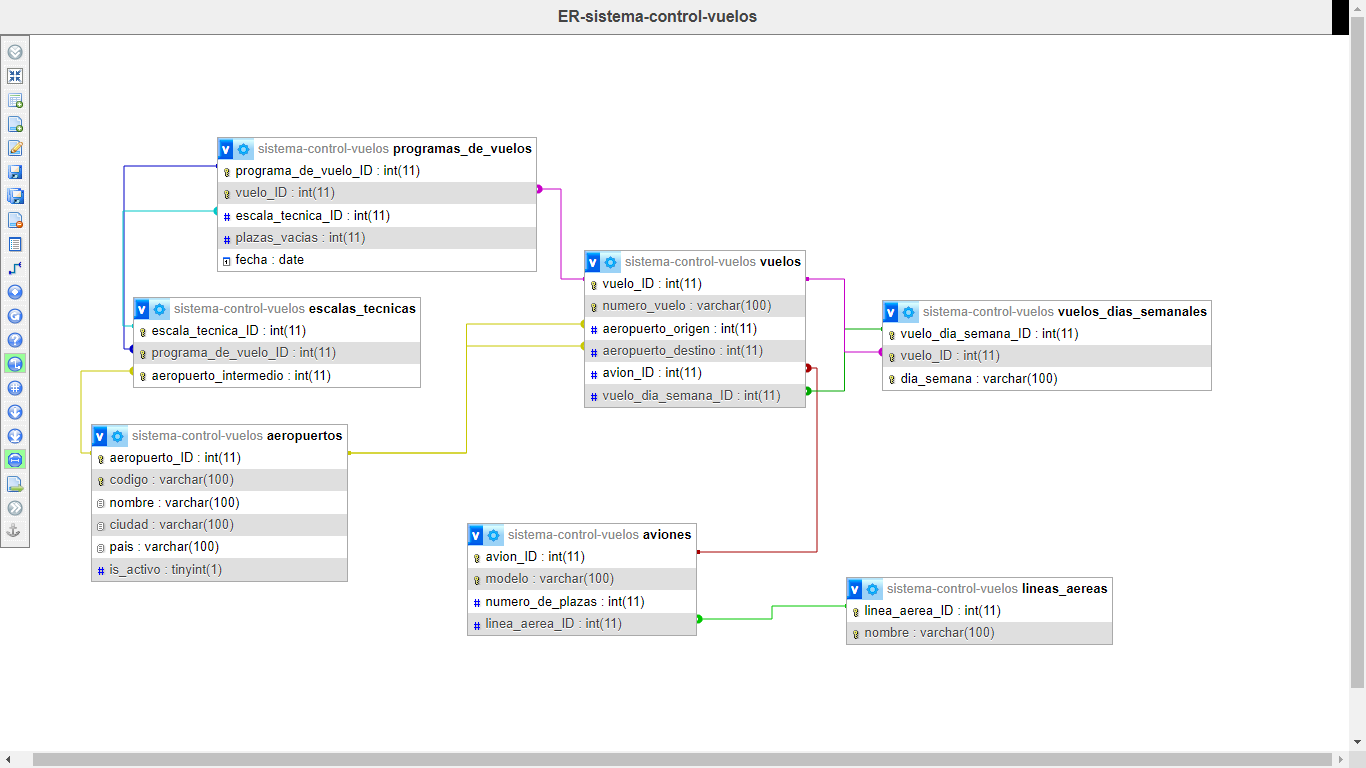 ER-sistema-control-vuelos
sistema-control-vuelos programas_de_vuelos
programa_de_vuelo_ID : int(11)
vuelo_ID : int(11)
escala_tecnica_ID : int(11)
plazas_vacias : int(11)
fecha : date
sistema-control-vuelos vuelos
vuelo_ID : int(11)
numero_vuelo : varchar(100)
aeropuerto_origen : int(11)
aeropuerto_destino : int(11)
avion_ID : int(11)
vuelo_dia_semana_ID : int(11)
sistema-control-vuelos vuelos_dias_semanales
vuelo_dia_semana_ID : int(11)
vuelo_ID : int(11)
dia_semana : varchar(100)
sistema-control-vuelos escalas_tecnicas
escala_tecnica_ID : int(11)
programa_de_vuelo_ID : int(11)
aeropuerto_intermedio : int(11)
sistema-control-vuelos aeropuertos
aeropuerto_ID : int(11)
codigo : varchar(100)
nombre : varchar(100)
ciudad : varchar(100)
pais : varchar(100)
is_activo : tinyint(1)
sistema-control-vuelos aviones
avion_ID : int(11)
modelo : varchar(100)
numero_de_plazas : int(11)
linea_aerea_ID : int(11)
sistema-control-vuelos lineas_aereas
linea_aerea_ID : int(11)
nombre : varchar(100)